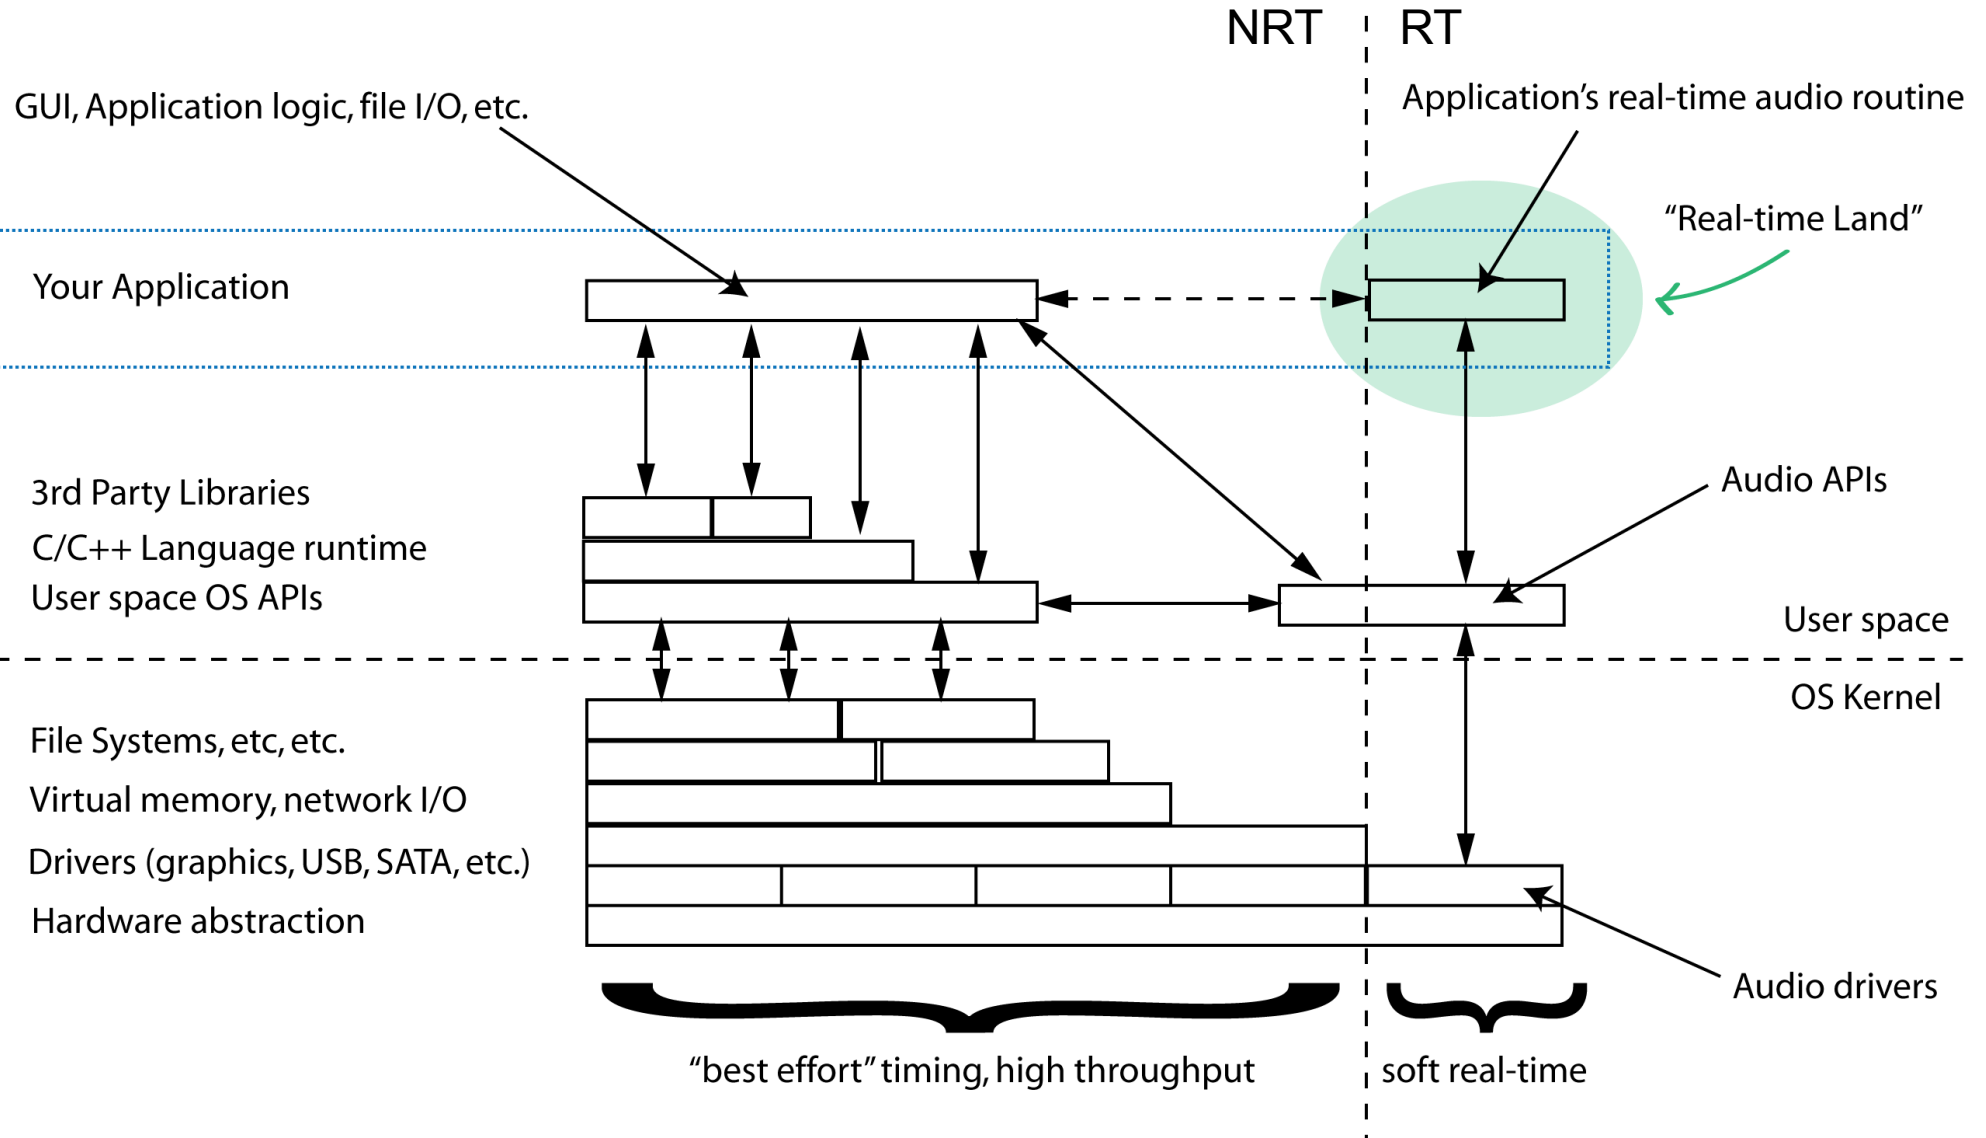 NRT
RT
GUI, Application logic, file I/O, etc.
Application’s real-time audio routine
“Real-time Land”
Your Application
3rd Party Libraries
Audio APIs
C/C++ Language runtime
User space OS APIs
User space
OS Kernel
File Systems, etc, etc.
Virtual memory, network I/O
Drivers (graphics, USB, SATA, etc.)
Hardware abstraction
Audio drivers
“best effort” timing, high throughput
soft real-time